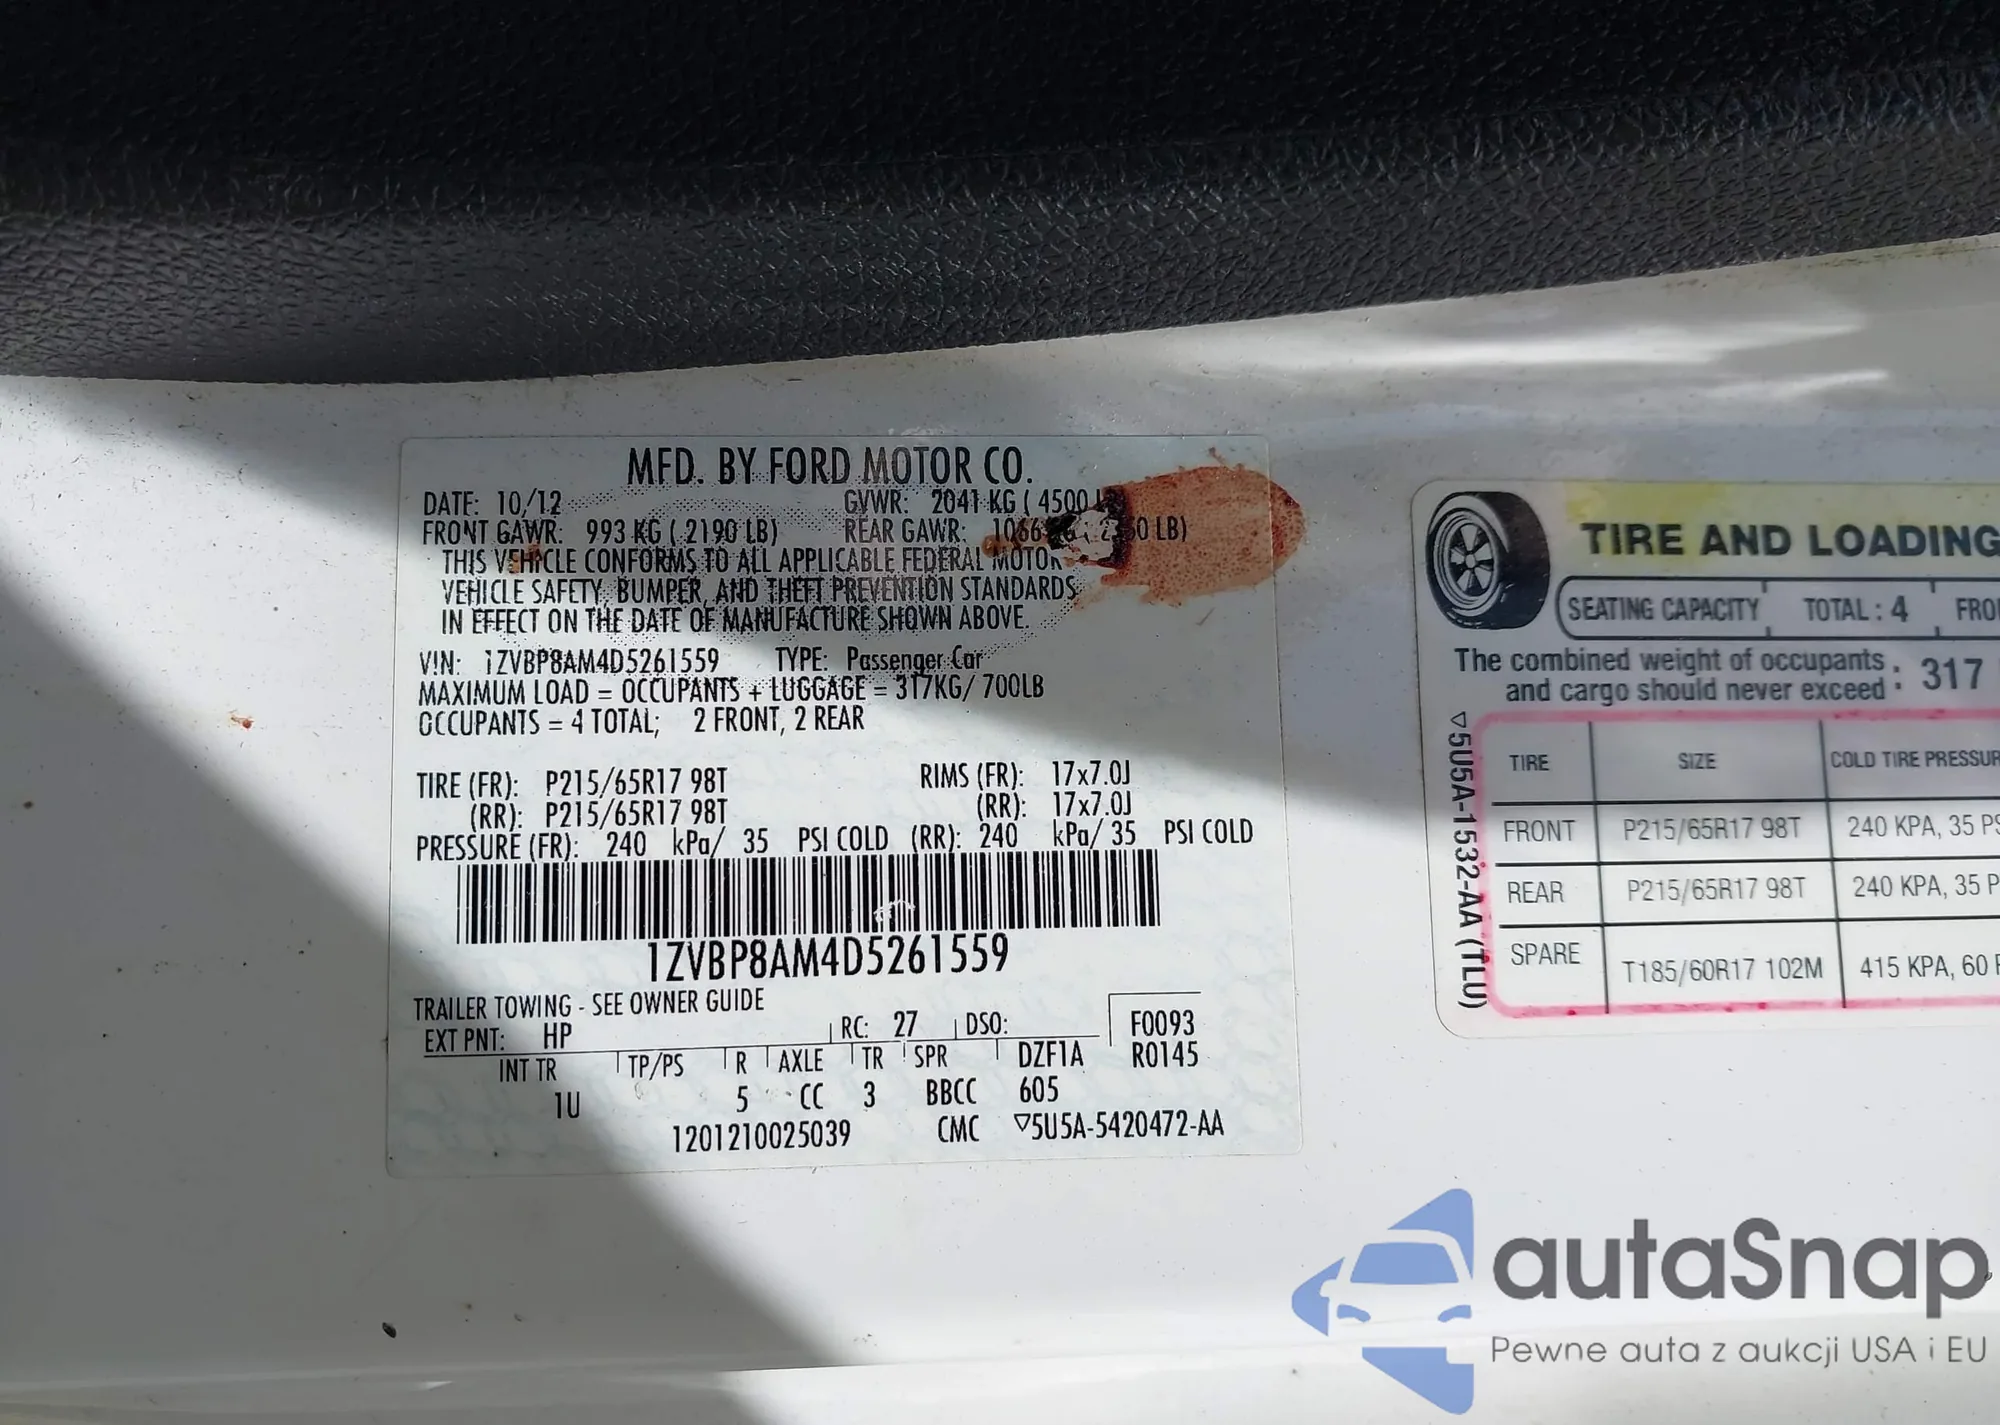 MFD. BY FORD MOTOR CO.
DATE: 10/12 GVWR: 2041 KG ( 4500
FRONT GAWR: 993 KG ( 2190 LB) REAR GAWR: LB)
THIS VEHICLE CONFORMS TO ALL APPLICABLE FEDERAL MOTOR
VEHICLE SAFETY, BUMPER, AND THEFT PREVENTION STANDARDS
IN EFFECT ON THE DATE OF MANUFACTURE SHOWN ABOVE.
VIN: 1ZVBP8AM4D5261559 TYPE: Passenger Car
MAXIMUM LOAD = OCCUPANTS + LUGGAGE = 317KG/ 700LB
OCCUPANTS = 4 TOTAL; 2 FRONT, 2 REAR
TIRE (FR): P215/65R17 98T RIMS (FR): 17x7.0J
(RR): P215/65R17 98T (RR): 17x7.0J
PRESSURE (FR): 240 kPa/ 35 PSI COLD (RR): 240 kPa/ 35 PSI COLD
1ZVBP8AM4D5261559
TRAILER TOWING - SEE OWNER GUIDE
EXT PNT: HP RC: 27 DSO: F0093
INT TR TP/PS R AXLE TR SPR DZF1A R0145
1U 5 CC 3 BBCC 605
1201210025039 CMC ▽5U5A-5420472-AA
TIRE AND LOADING
SEATING CAPACITY TOTAL : 4 FRO
The combined weight of occupants : 317
and cargo should never exceed :
▽5U5A-1532-AA (TLU)
TIRE SIZE COLD TIRE PRESSUR
FRONT P215/65R17 98T 240 KPA, 35 PS
REAR P215/65R17 98T 240 KPA, 35 P
SPARE T185/60R17 102M 415 KPA, 60 P
autaSnap
Pewne auta z aukcji USA i EU